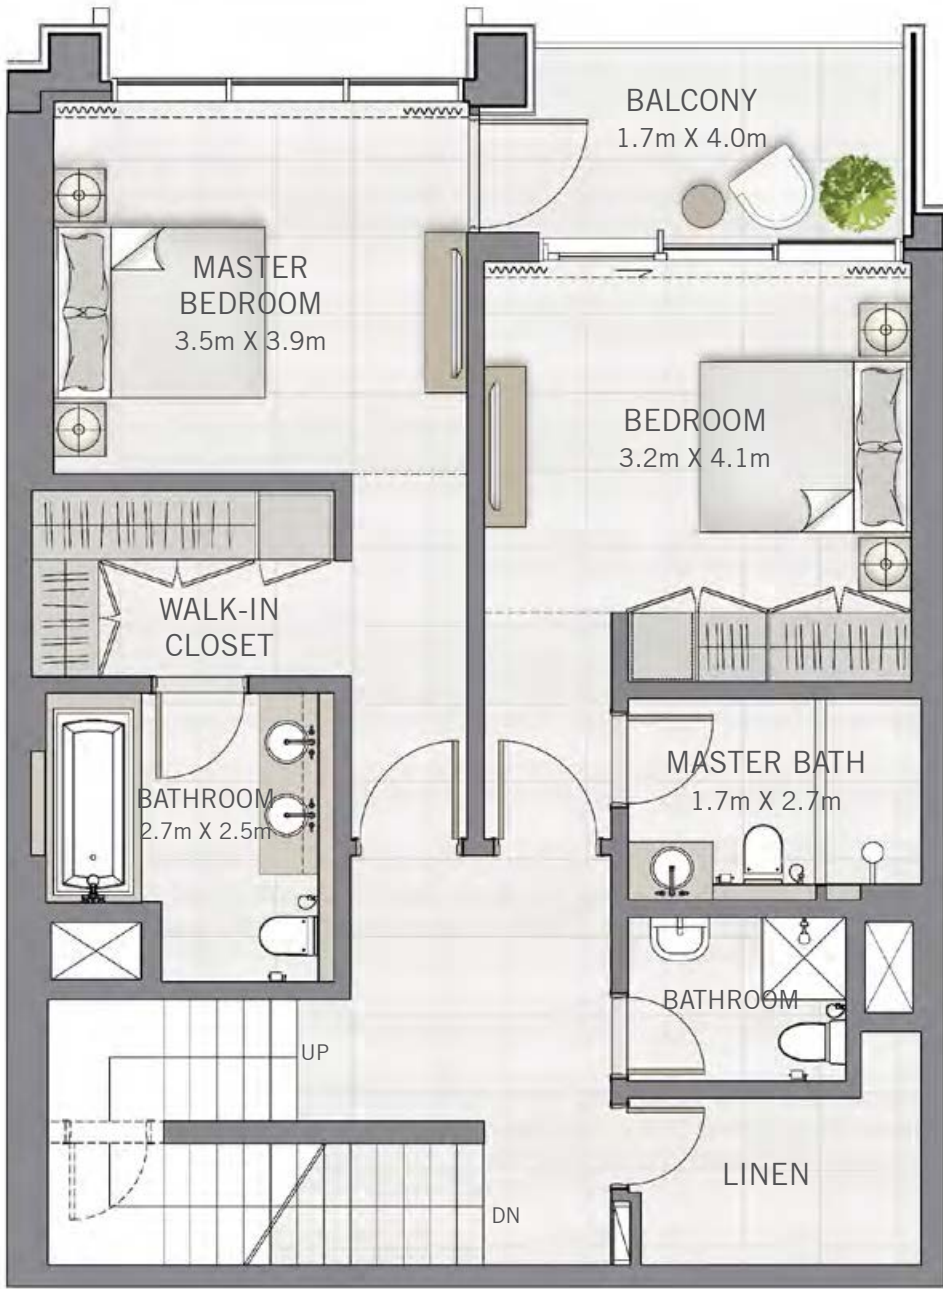 BALCONY
1.7m X 4.0m
MASTER
BEDROOM
3.5m X 3.9m
BEDROOM
3.2m X 4.1m
WALK-IN
CLOSET
MASTER BATH
1.7m X 2.7m
BATHROOM
2.7m X 2.5m
BATHROOM
UP
LINEN
DN